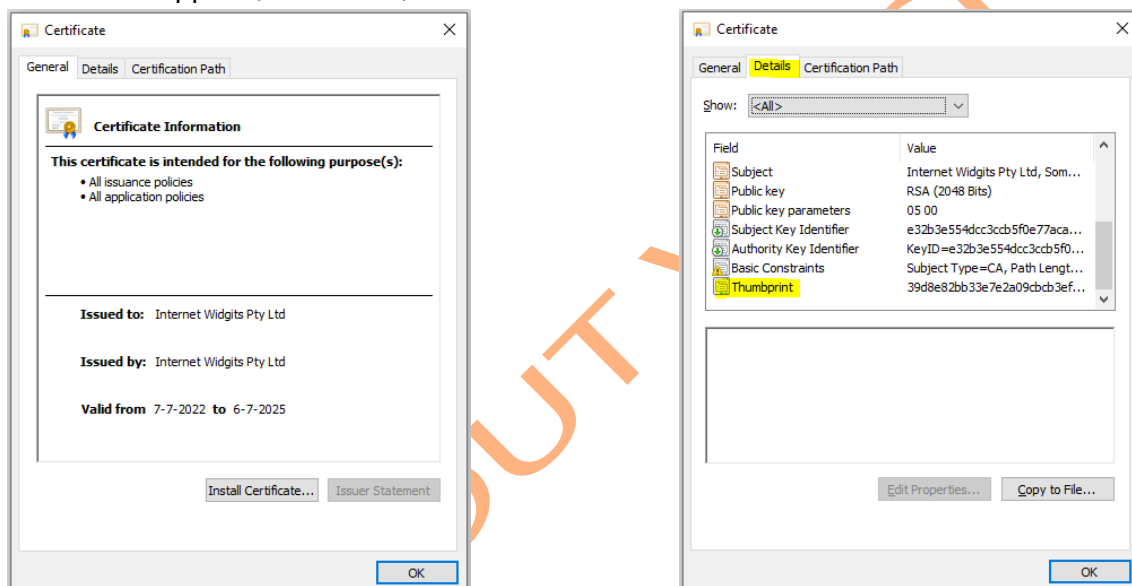 Certificate
General Details Certification Path
Certificate Information
This certificate is intended for the following purpose(s):
• All issuance policies
• All application policies
Issued to: Internet Widgits Pty Ltd
Issued by: Internet Widgits Pty Ltd
Valid from 7-7-2022 to 6-7-2025
Install Certificate... Issuer Statement
OK
Certificate
General Details Certification Path
Show: <All>
Field Value
Subject Internet Widgits Pty Ltd, Som...
Public key RSA (2048 Bits)
Public key parameters 05 00
Subject Key Identifier e32b3e554dcc3ccb5f0e77aca...
Authority Key Identifier KeyID=e32b3e554dcc3ccb5f0...
Basic Constraints Subject Type=CA, Path Lengt...
Thumbprint 39d8e82bb33e7e2a09cbcb3ef...
Edit Properties... Copy to File...
OK
OUT